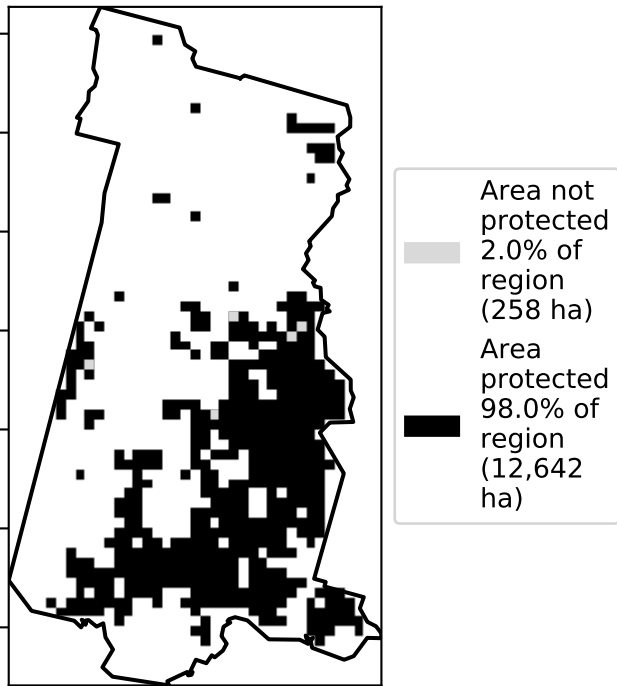 Area not
protected
2.0% of
region
(258 ha)
Area
protected
98.0% of
region
(12,642
ha)